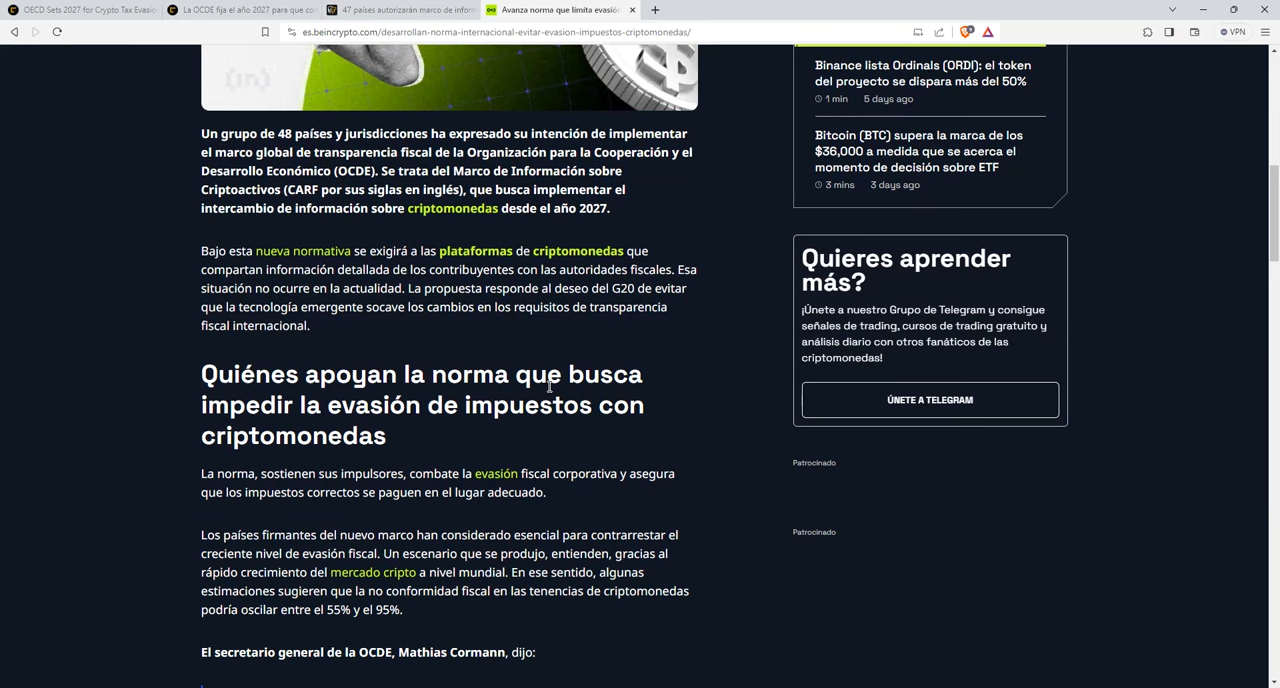 OECD Sets 2027 for Crypto Tax Evasio
La OCDE fija el año 2027 para que co
47 países autorizarán marco de infor
Avanza norma que limita evasió
es.beincrypto.com/desarrollan-norma-internacional-evitar-evasion-impuestos-criptomonedas/
VPN
(in)
Un grupo de 48 países y jurisdicciones ha expresado su intención de implementar
el marco global de transparencia fiscal de la Organización para la Cooperación y el
Desarrollo Económico (OCDE). Se trata del Marco de Información sobre
Criptoactivos (CARF por sus siglas en inglés), que busca implementar el
intercambio de información sobre criptomonedas desde el año 2027.
Bajo esta nueva normativa se exigirá a las plataformas de criptomonedas que
compartan información detallada de los contribuyentes con las autoridades fiscales. Esa
situación no ocurre en la actualidad. La propuesta responde al deseo del G20 de evitar
que la tecnología emergente socave los cambios en los requisitos de transparencia
fiscal internacional.
Quiénes apoyan la norma que busca
impedir la evasión de impuestos con
criptomonedas
La norma, sostienen sus impulsores, combate la evasión fiscal corporativa y asegura
que los impuestos correctos se paguen en el lugar adecuado.
Los países firmantes del nuevo marco han considerado esencial para contrarrestar el
creciente nivel de evasión fiscal. Un escenario que se produjo, entienden, gracias al
rápido crecimiento del mercado cripto a nivel mundial. En ese sentido, algunas
estimaciones sugieren que la no conformidad fiscal en las tenencias de criptomonedas
podría oscilar entre el 55% y el 95%.
El secretario general de la OCDE, Mathias Cormann, dijo:
Binance lista Ordinals (ORDI): el token
del proyecto se dispara más del 50%
1 min 5 days ago
Bitcoin (BTC) supera la marca de los
$36,000 a medida que se acerca el
momento de decisión sobre ETF
3 mins 3 days ago
Quieres aprender
más?
¡Únete a nuestro Grupo de Telegram y consigue
señales de trading, cursos de trading gratuito y
análisis diario con otros fanáticos de las
criptomonedas!
ÚNETE A TELEGRAM
Patrocinado
Patrocinado